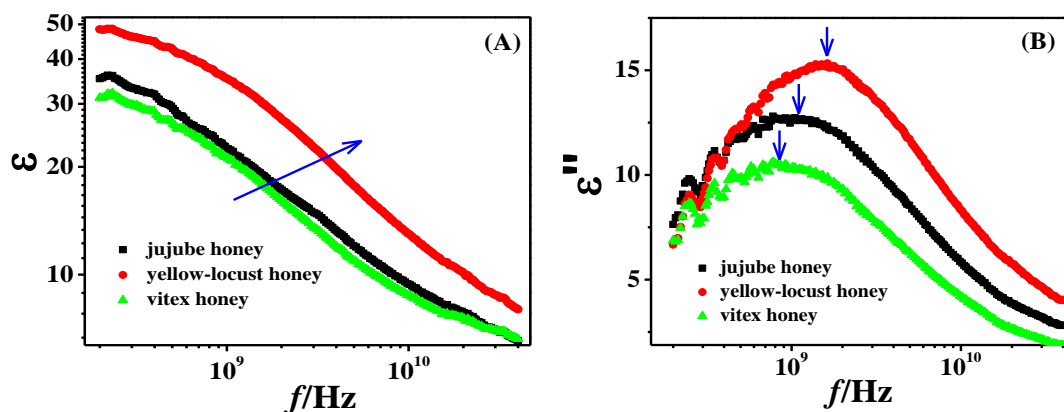 50
40
30
20
10
ε
(A)
jujube honey
yellow-locust honey
vitex honey
10⁹
10¹⁰
f/Hz
15
10
5
ε"
(B)
jujube honey
yellow-locust honey
vitex honey
10⁹
10¹⁰
f/Hz